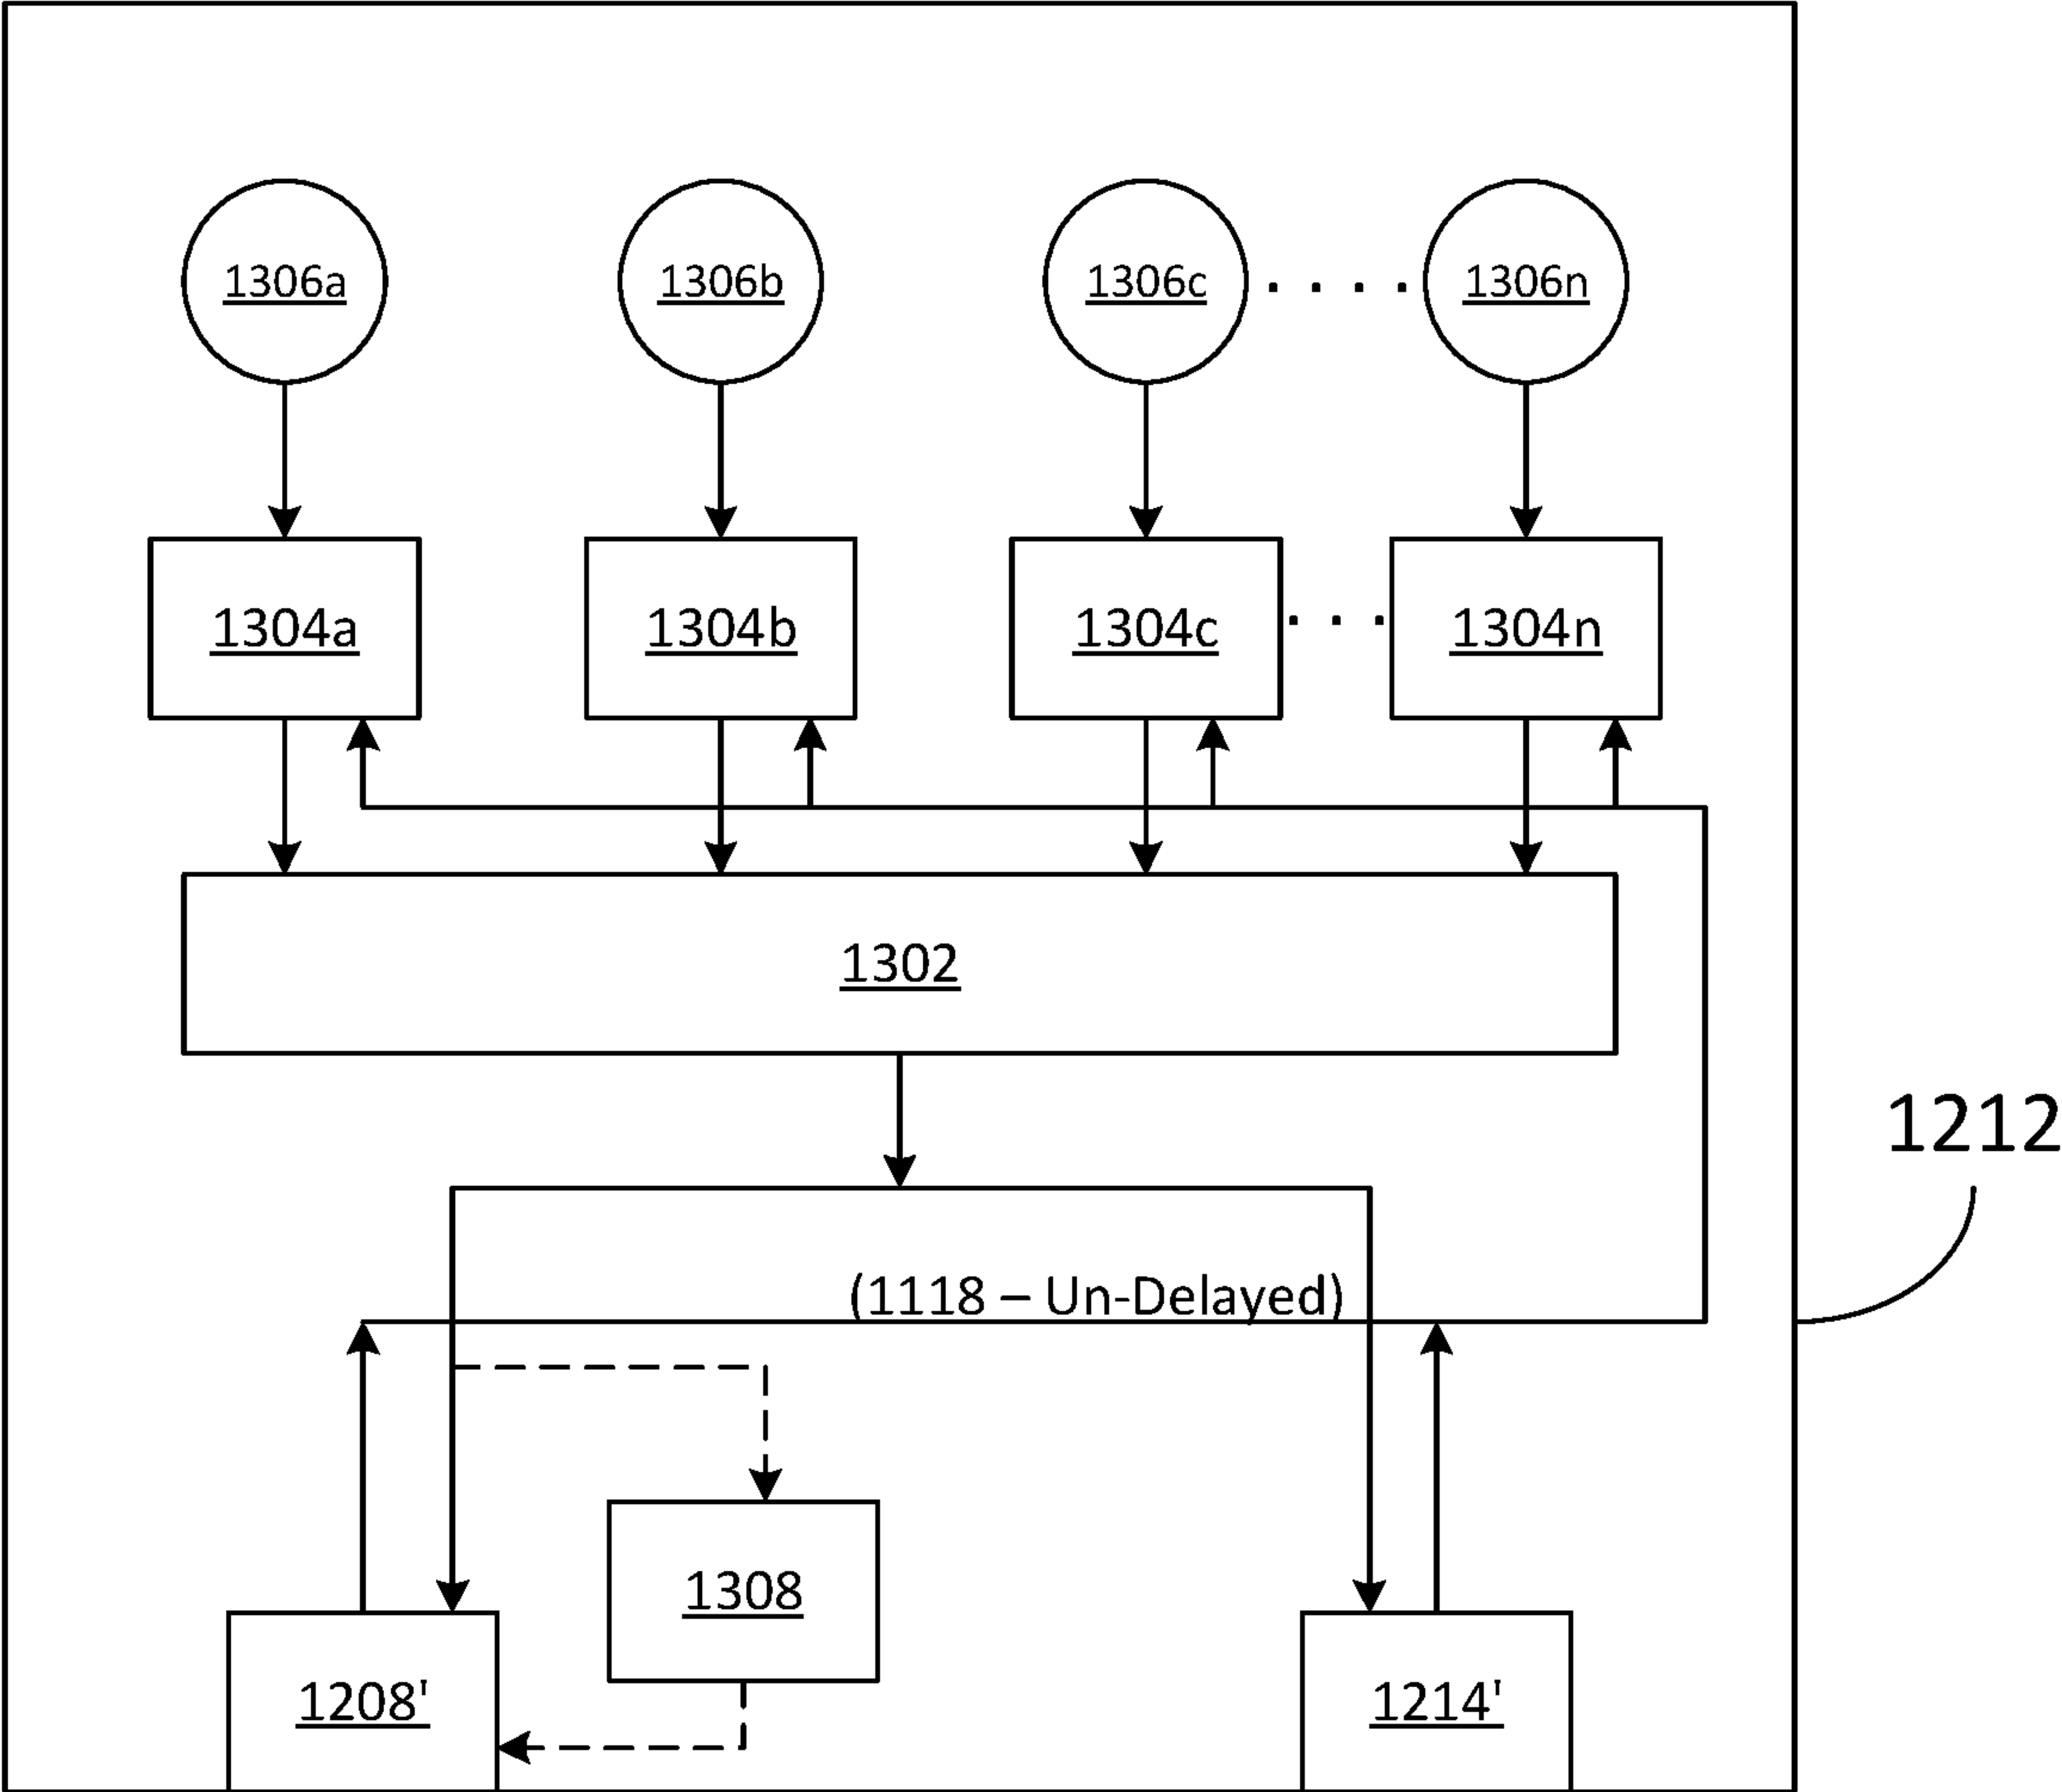 1306a 1306b 1306c . . . . 1306n
1304a 1304b 1304c . . . 1304n
1302
1212
(1118 – Un-Delayed)
1308
1208' 1214'